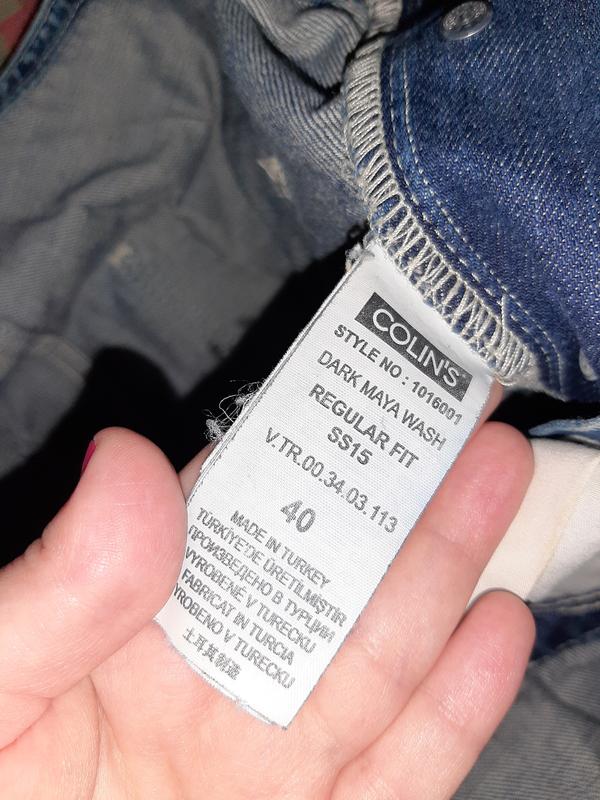 COLIN'S
STYLE NO : 1016001
DARK MAYA WASH
REGULAR FIT
SS15
V.TR.00.34.03.113
40
MADE IN TURKEY
TÜRKİYE'DE ÜRETİLMİŞTİR
ПРОИЗВЕДЕНО В ТУРЦИИ
VYROBENÉ V TURECKU
FABRICAT IN TURCIA
VYROBENO V TURECKU
土耳其制造